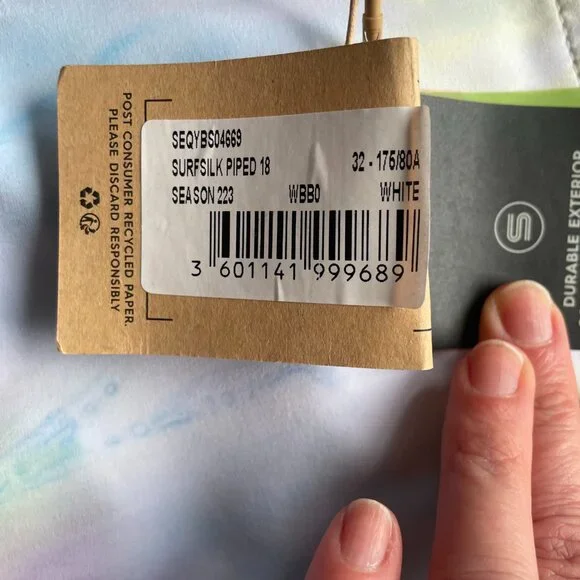 POST CONSUMER RECYCLED PAPER.
PLEASE DISCARD RESPONSIBLY
SEQYBS04669
SURFSILK PIPED 18 32 - 175/80A
SEASON 223 WBB0 WHITE
3 601141 999689
S
DURABLE EXTERIOR